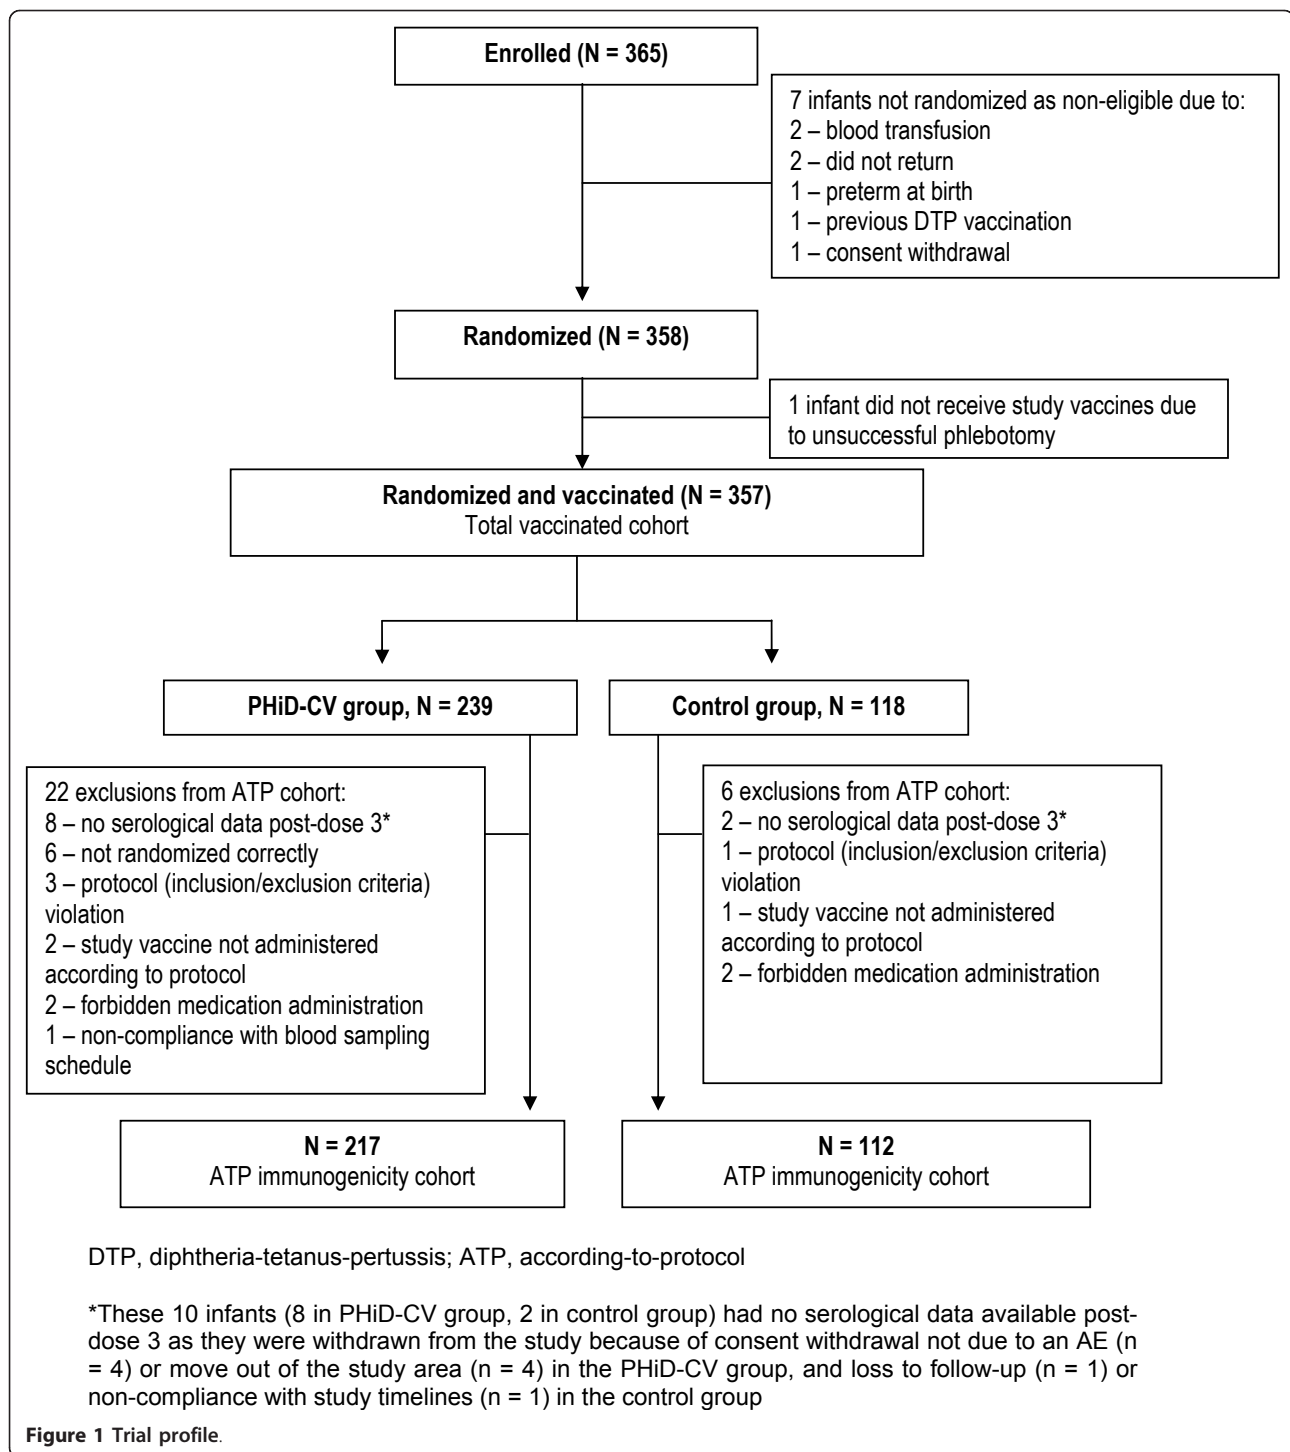 Enrolled (N = 365)
7 infants not randomized as non-eligible due to:
2 – blood transfusion
2 – did not return
1 – preterm at birth
1 – previous DTP vaccination
1 – consent withdrawal
Randomized (N = 358)
1 infant did not receive study vaccines due
to unsuccessful phlebotomy
Randomized and vaccinated (N = 357)
Total vaccinated cohort
PHiD-CV group, N = 239
Control group, N = 118
22 exclusions from ATP cohort:
8 – no serological data post-dose 3*
6 – not randomized correctly
3 – protocol (inclusion/exclusion criteria)
violation
2 – study vaccine not administered
according to protocol
2 – forbidden medication administration
1 – non-compliance with blood sampling
schedule
6 exclusions from ATP cohort:
2 – no serological data post-dose 3*
1 – protocol (inclusion/exclusion criteria)
violation
1 – study vaccine not administered
according to protocol
2 – forbidden medication administration
N = 217
ATP immunogenicity cohort
N = 112
ATP immunogenicity cohort
DTP, diphtheria-tetanus-pertussis; ATP, according-to-protocol
*These 10 infants (8 in PHiD-CV group, 2 in control group) had no serological data available post-
dose 3 as they were withdrawn from the study because of consent withdrawal not due to an AE (n
= 4) or move out of the study area (n = 4) in the PHiD-CV group, and loss to follow-up (n = 1) or
non-compliance with study timelines (n = 1) in the control group
Figure 1 Trial profile.